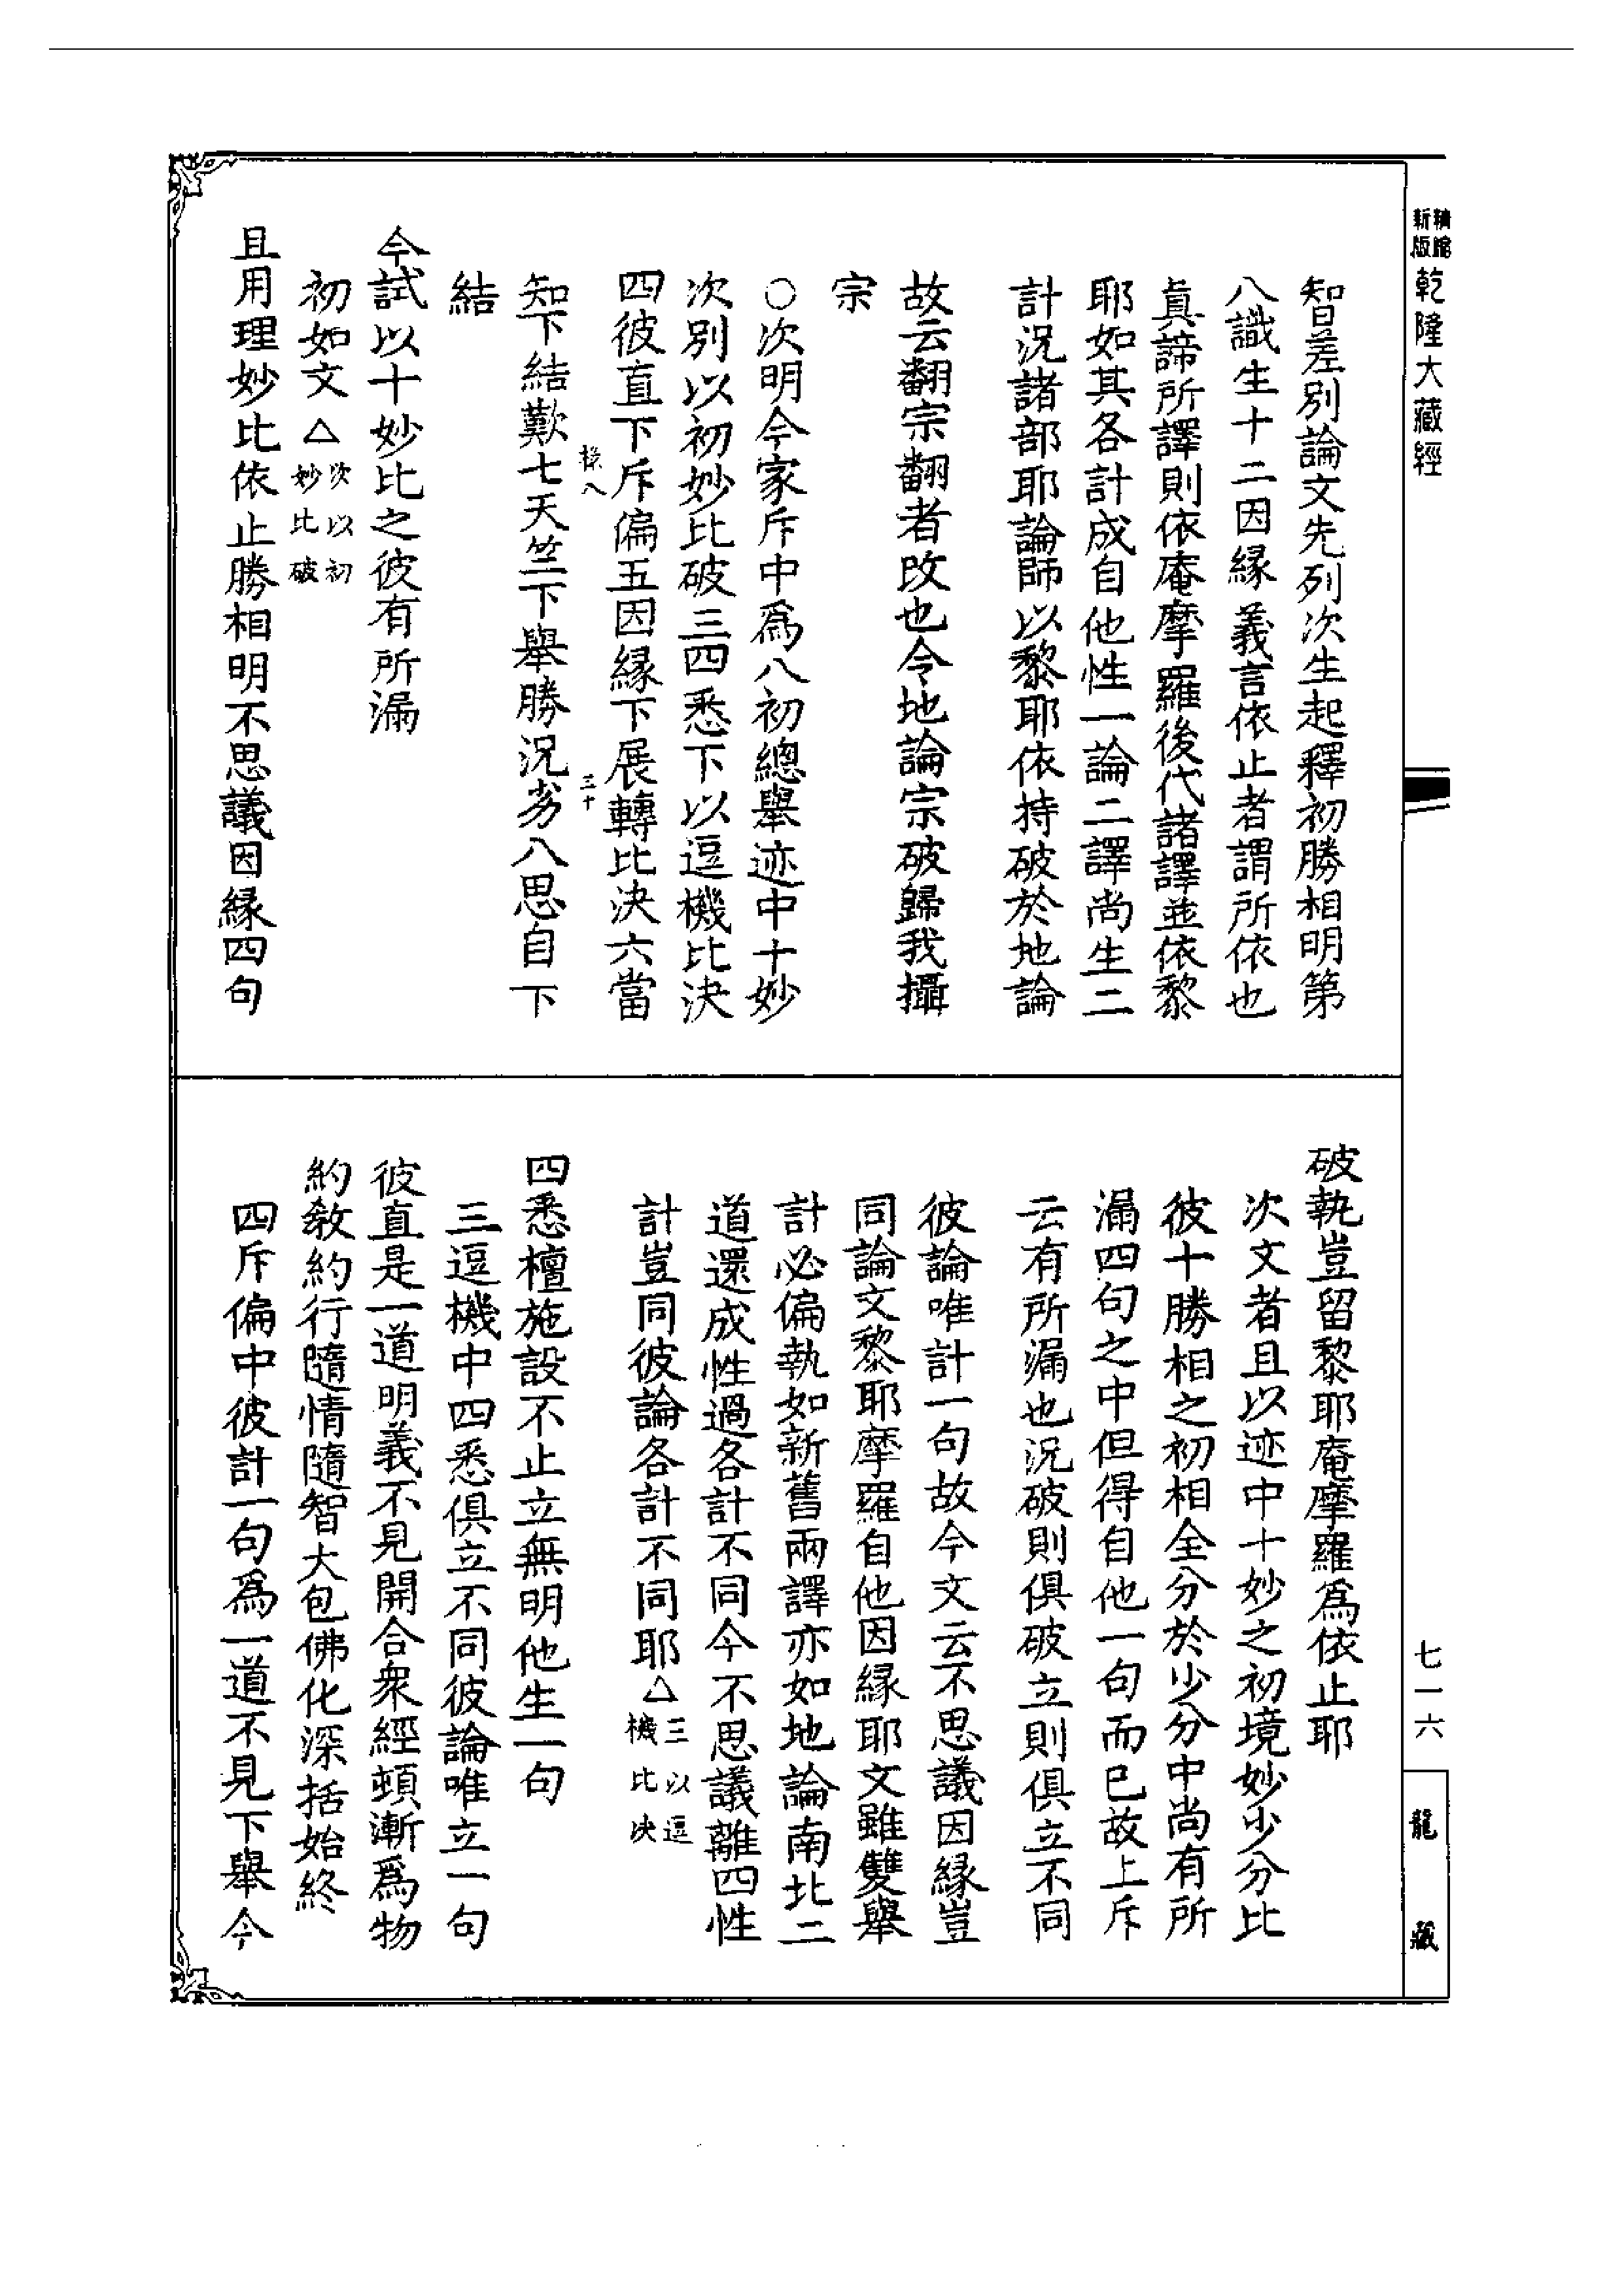 新版
精縮
乾隆大藏經
七一六
龍藏
智差別論文先列次生起釋初勝相明第
八識生十二因緣義言依止者謂所依也
眞諦所譯則依庵摩羅後代諸譯並依黎
耶如其各計成自他性一論二譯尚生二
計況諸部耶論師以黎耶依持破於地論
故云翻宗翻者改也令地論宗破歸我攝
宗
○次明今家斥中爲八初總舉迹中十妙
次別以初妙比破三四悉下以逗機比決
四彼直下斥偏五因緣下展轉比決六當
知下結歎七天竺下舉勝況劣八思自下
結
今試以十妙比之彼有所漏
初如文△次以初妙比破
且用理妙比依止勝相明不思議因緣四句
破執豈留黎耶庵摩羅爲依止耶
次文者且以迹中十妙之初境妙少分比
彼十勝相之初相全分於少分中尚有所
漏四句之中但得自他一句而已故上斥
云有所漏也況破則俱破立則俱立不同
彼論唯計一句故今文云不思議因緣豈
同論文黎耶摩羅自他因緣耶文雖雙舉
計必偏執如新舊兩譯亦如地論南北二
道還成性過各計不同今不思議離四性
計豈同彼論各計不同耶△三以逗機比決
四悉檀施設不止立無明他生一句
三逗機中四悉俱立不同彼論唯立一句
彼直是一道明義不見開合衆經頓漸爲物
約教約行隨情隨智大包佛化深括始終
四斥偏中彼計一句爲一道不見下舉今